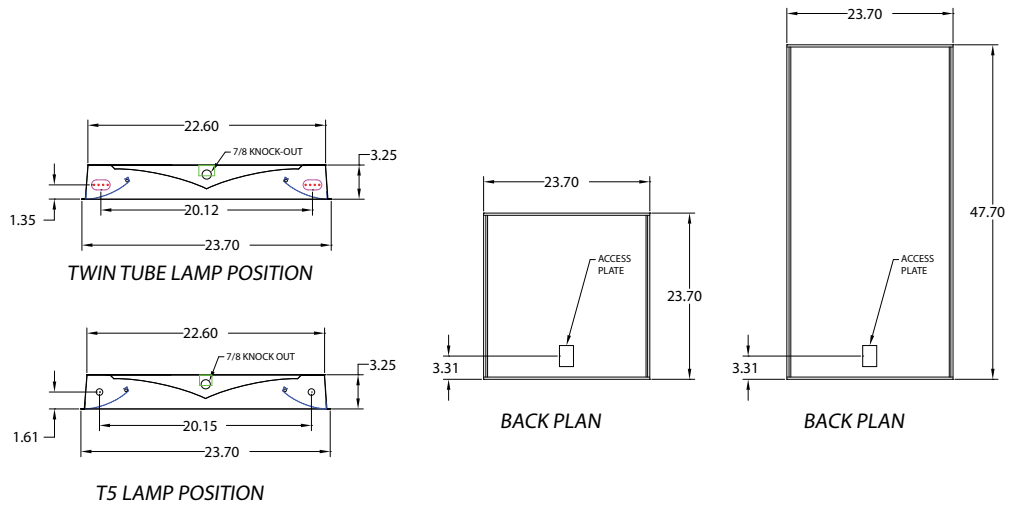 22.60
7/8 KNOCK-OUT
3.25
1.35
20.12
23.70
TWIN TUBE LAMP POSITION
22.60
7/8 KNOCK OUT
3.25
1.61
20.15
23.70
T5 LAMP POSITION
23.70
ACCESS
PLATE
23.70
3.31
BACK PLAN
23.70
47.70
ACCESS
PLATE
3.31
BACK PLAN